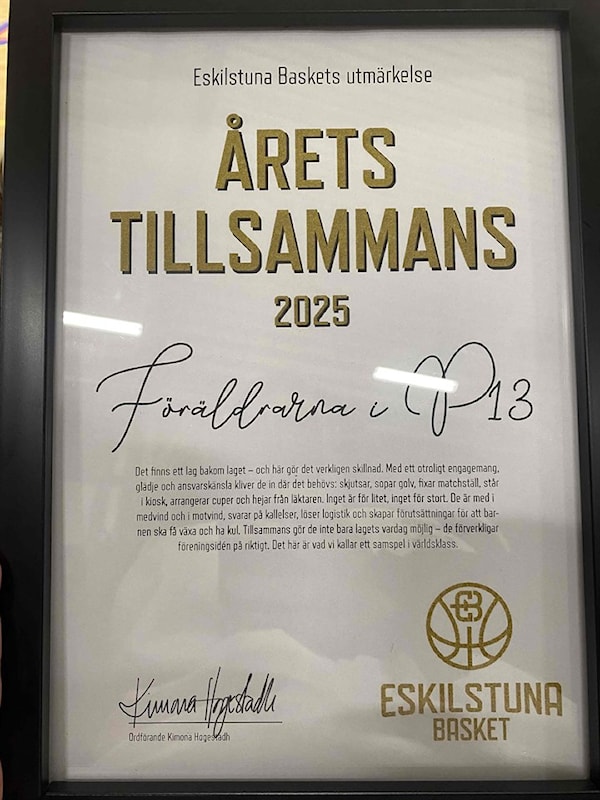 Eskilstuna Baskets utmärkelse
ÅRETS
TILLSAMMANS
2025
Föräldrarna i P13
Det finns ett lag bakom laget – och här gör det verkligen skillnad. Med ett otroligt engagemang,
glädje och ansvarskänsla kliver de in där det behövs: skjutsar, sopar golv, fixar matchställ, står
i kiosk, arrangerar cuper och hejar från läktaren. Inget är för litet, inget för stort. De är med i
medvind och i motvind, svarar på kallelser, löser logistik och skapar förutsättningar för att bar-
nen ska få växa och ha kul. Tillsammans gör de inte bara lagets vardag möjlig – de förverkligar
föreningsidén på riktigt. Det här är vad vi kallar ett samspel i världsklass.
Kimona Hogestadh
Ordförande Kimona Hogestadh
ESKILSTUNA
BASKET